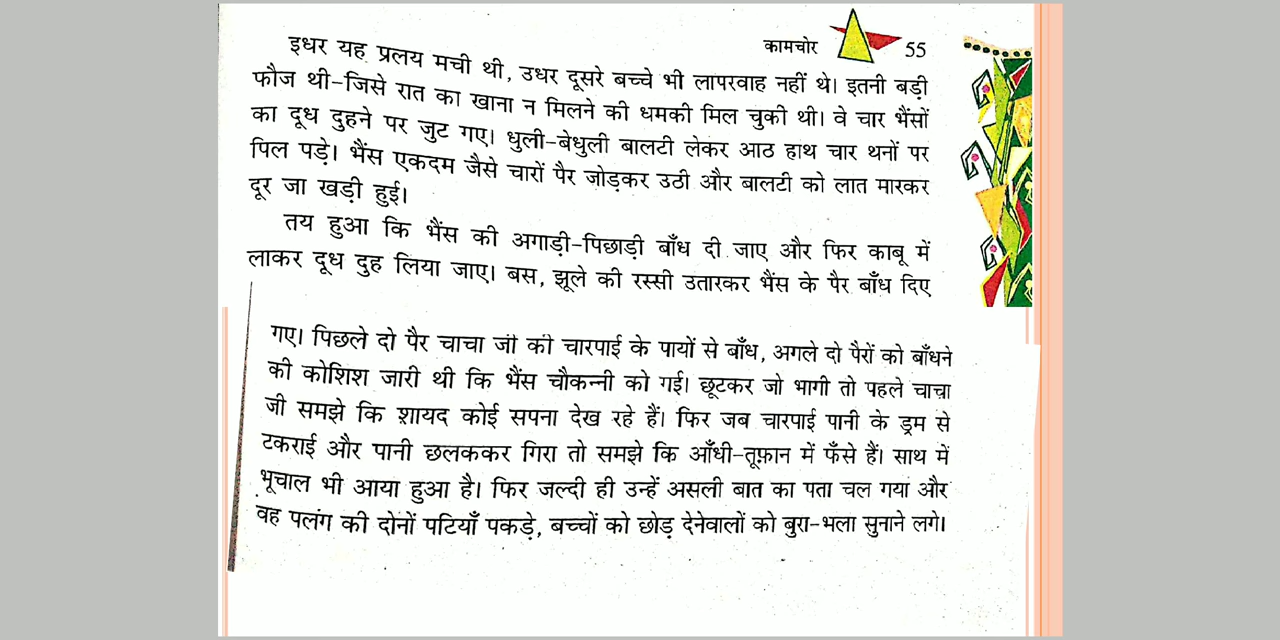 कामचोर 55
इधर यह प्रलय मची थी, उधर दूसरे बच्चे भी लापरवाह नहीं थे। इतनी बड़ी
फौज थी-जिसे रात का खाना न मिलने की धमकी मिल चुकी थी। वे चार भैंसों
का दूध दुहने पर जुट गए। धुली-बेधुली बालटी लेकर आठ हाथ चार थनों पर
पिल पड़े। भैंस एकदम जैसे चारों पैर जोड़कर उठी और बालटी को लात मारकर
दूर जा खड़ी हुई।
तय हुआ कि भैंस की अगाड़ी-पिछाड़ी बाँध दी जाए और फिर काबू में
लाकर दूध दुह लिया जाए। बस, झूले की रस्सी उतारकर भैंस के पैर बाँध दिए
गए। पिछले दो पैर चाचा जी की चारपाई के पायों से बाँध, अगले दो पैरों को बाँधने
की कोशिश जारी थी कि भैंस चौकन्नी को गई। छूटकर जो भागी तो पहले चाचा
जी समझे कि शायद कोई सपना देख रहे हैं। फिर जब चारपाई पानी के ड्रम से
टकराई और पानी छलककर गिरा तो समझे कि आँधी-तूफ़ान में फँसे हैं। साथ में
भूचाल भी आया हुआ है। फिर जल्दी ही उन्हें असली बात का पता चल गया और
वह पलंग की दोनों पटियाँ पकड़े, बच्चों को छोड़ देनेवालों को बुरा-भला सुनाने लगे।